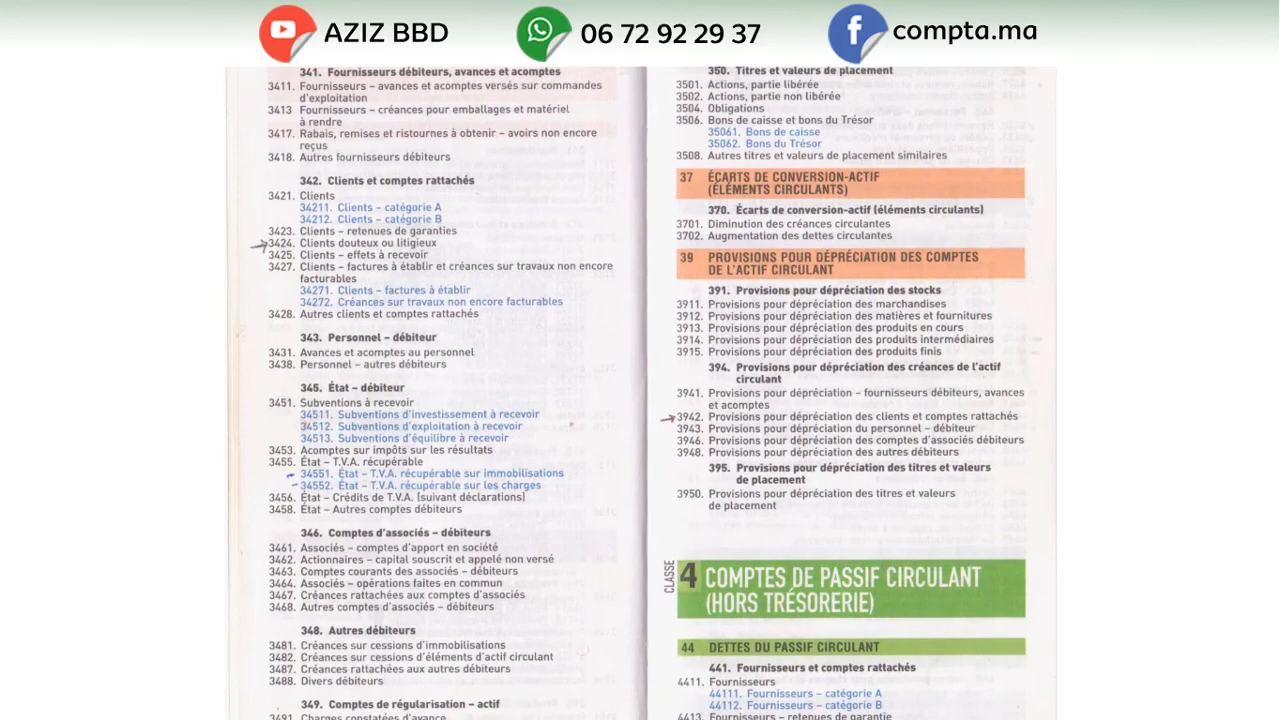 AZIZ BBD
06 72 92 29 37
compta.ma
341. Fournisseurs débiteurs, avances et acomptes
3411. Fournisseurs – avances et acomptes versés sur commandes
d'exploitation
3413 Fournisseurs – créances pour emballages et matériel
à rendre
3417. Rabais, remises et ristournes à obtenir – avoirs non encore
reçus
3418. Autres fournisseurs débiteurs
342. Clients et comptes rattachés
3421. Clients
34211. Clients – catégorie A
34212. Clients – catégorie B
3423. Clients – retenues de garanties
3424. Clients douteux ou litigieux
3425. Clients – effets à recevoir
3427. Clients – factures à établir et créances sur travaux non encore
facturables
34271. Clients – factures à établir
34272. Créances sur travaux non encore facturables
3428. Autres clients et comptes rattachés
343. Personnel – débiteur
3431. Avances et acomptes au personnel
3438. Personnel – autres débiteurs
345. État – débiteur
3451. Subventions à recevoir
34511. Subventions d'investissement à recevoir
34512. Subventions d'exploitation à recevoir
34513. Subventions d'équilibre à recevoir
3453. Acomptes sur impôts sur les résultats
3455. État – T.V.A. récupérable
34551. État – T.V.A. récupérable sur immobilisations
34552. État – T.V.A. récupérable sur les charges
3456. État – Crédits de T.V.A. (suivant déclarations)
3458. État – Autres comptes débiteurs
346. Comptes d'associés – débiteurs
3461. Associés – comptes d'apport en société
3462. Actionnaires – capital souscrit et appelé non versé
3463. Comptes courants des associés – débiteurs
3464. Associés – opérations faites en commun
3467. Créances rattachées aux comptes d'associés
3468. Autres comptes d'associés – débiteurs
348. Autres débiteurs
3481. Créances sur cessions d'immobilisations
3482. Créances sur cessions d'éléments d'actif circulant
3487. Créances rattachées aux autres débiteurs
3488. Divers débiteurs
349. Comptes de régularisation – actif
3491. Charges constatées d'avance
350. Titres et valeurs de placement
3501. Actions, partie libérée
3502. Actions, partie non libérée
3504. Obligations
3506. Bons de caisse et bons du Trésor
35061. Bons de caisse
35062. Bons du Trésor
3508. Autres titres et valeurs de placement similaires
37 ÉCARTS DE CONVERSION-ACTIF
(ÉLÉMENTS CIRCULANTS)
370. Écarts de conversion-actif (éléments circulants)
3701. Diminution des créances circulantes
3702. Augmentation des dettes circulantes
39 PROVISIONS POUR DÉPRÉCIATION DES COMPTES
DE L'ACTIF CIRCULANT
391. Provisions pour dépréciation des stocks
3911. Provisions pour dépréciation des marchandises
3912. Provisions pour dépréciation des matières et fournitures
3913. Provisions pour dépréciation des produits en cours
3914. Provisions pour dépréciation des produits intermédiaires
3915. Provisions pour dépréciation des produits finis
394. Provisions pour dépréciation des créances de l'actif
circulant
3941. Provisions pour dépréciation – fournisseurs débiteurs, avances
et acomptes
3942. Provisions pour dépréciation des clients et comptes rattachés
3943. Provisions pour dépréciation du personnel – débiteur
3946. Provisions pour dépréciation des comptes d'associés débiteurs
3948. Provisions pour dépréciation des autres débiteurs
395. Provisions pour dépréciation des titres et valeurs
de placement
3950. Provisions pour dépréciation des titres et valeurs
de placement
CLASSE 4 COMPTES DE PASSIF CIRCULANT
(HORS TRÉSORERIE)
44 DETTES DU PASSIF CIRCULANT
441. Fournisseurs et comptes rattachés
4411. Fournisseurs
44111. Fournisseurs – catégorie A
44112. Fournisseurs – catégorie B
4413. Fournisseurs – retenues de garantie